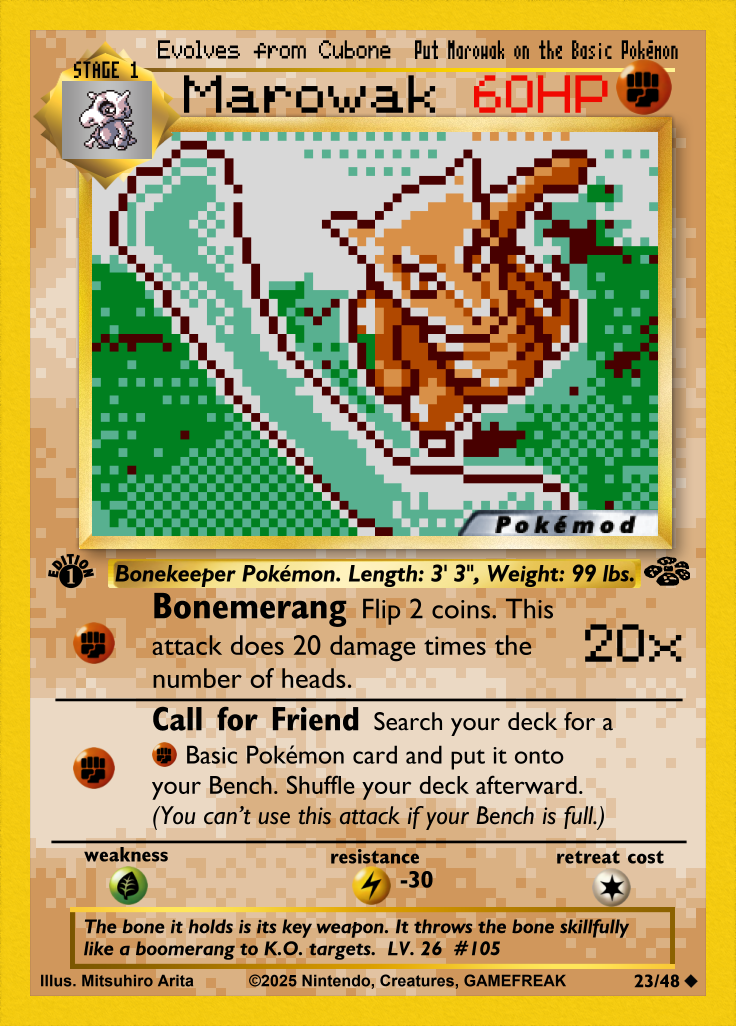 Evolves from Cubone Put Marowak on the Basic Pokémon
STAGE 1
Marowak 60HP
Pokémod
EDITION 1
Bonekeeper Pokémon. Length: 3' 3", Weight: 99 lbs.
Bonemerang Flip 2 coins. This
attack does 20 damage times the
number of heads.
20x
Call for Friend Search your deck for a
Basic Pokémon card and put it onto
your Bench. Shuffle your deck afterward.
(You can't use this attack if your Bench is full.)
weakness resistance retreat cost
-30
The bone it holds is its key weapon. It throws the bone skillfully
like a boomerang to K.O. targets. LV. 26 #105
Illus. Mitsuhiro Arita ©2025 Nintendo, Creatures, GAMEFREAK 23/48